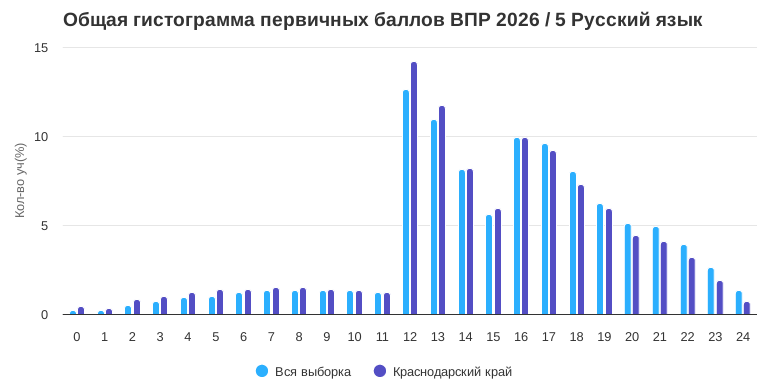 Общая гистограмма первичных баллов ВПР 2026 / 5 Русский язык
15
10
5
0
Кол-во уч(%)
0 1 2 3 4 5 6 7 8 9 10 11 12 13 14 15 16 17 18 19 20 21 22 23 24
Вся выборка Краснодарский край